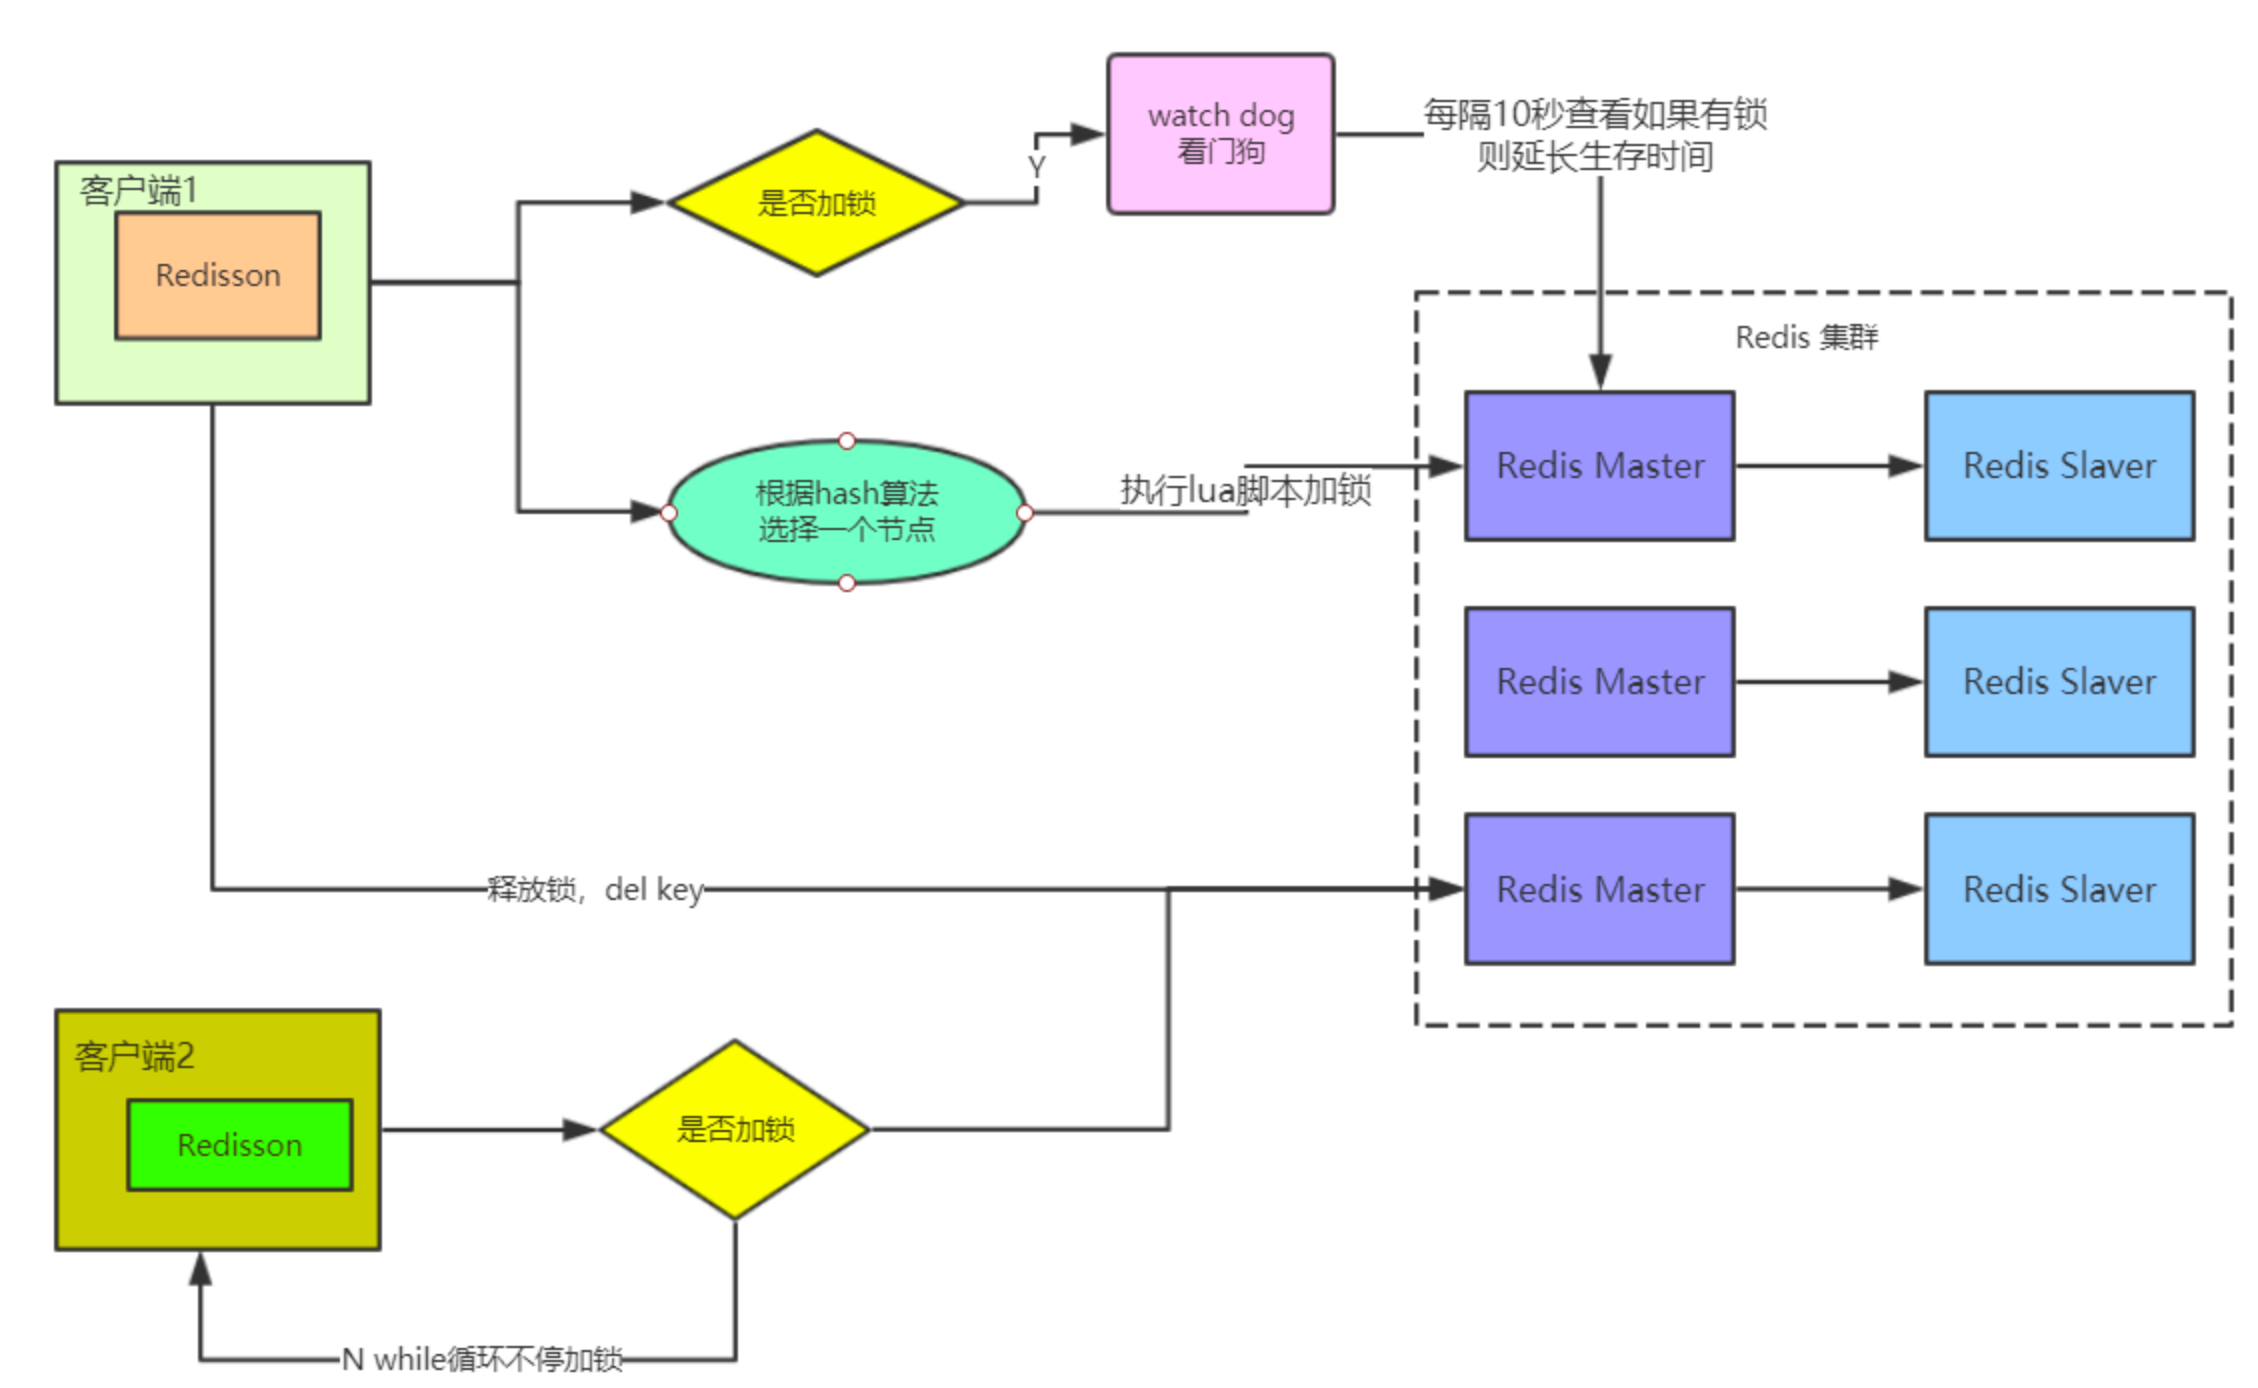 客户端1
Redisson
是否加锁
Y
watch dog
看门狗
每隔10秒查看如果有锁
则延长生存时间
根据hash算法
选择一个节点
执行lua脚本加锁
Redis 集群
Redis Master
Redis Slaver
Redis Master
Redis Slaver
Redis Master
Redis Slaver
释放锁，del key
客户端2
Redisson
是否加锁
N while循环不停加锁